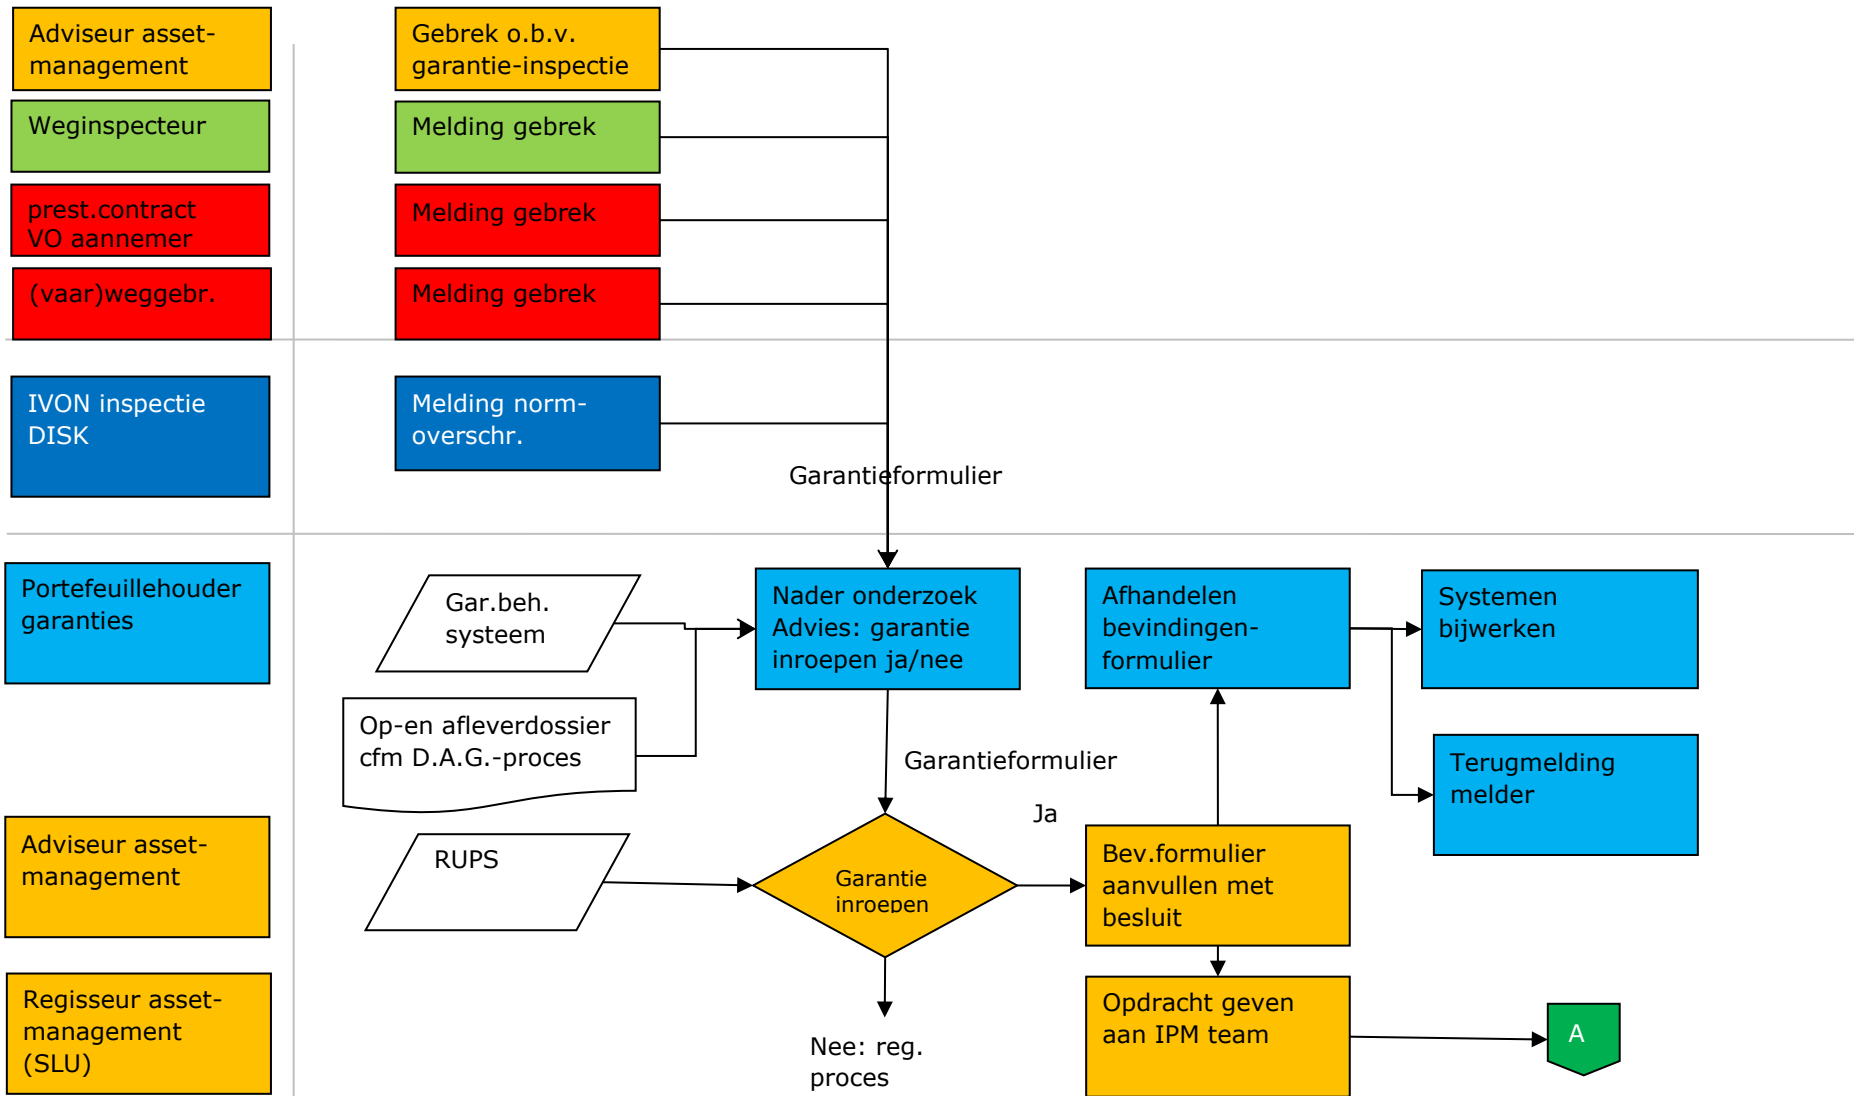 Adviseur asset-
management
Gebrek o.b.v.
garantie-inspectie
Weginspecteur
Melding gebrek
prest.contract
VO aannemer
Melding gebrek
(vaar)weggebr.
Melding gebrek
IVON inspectie
DISK
Melding norm-
overschr.
Garantieformulier
Portefeuillehouder
garanties
Gar.beh.
systeem
Nader onderzoek
Advies: garantie
inroepen ja/nee
Afhandelen
bevindingen-
formulier
Systemen
bijwerken
Op-en afleverdossier
cfm D.A.G.-proces
Garantieformulier
Terugmelding
melder
Ja
Adviseur asset-
management
RUPS
Garantie
inroepen
Bev.formulier
aanvullen met
besluit
Regisseur asset-
management
(SLU)
Nee: reg.
proces
Opdracht geven
aan IPM team
A